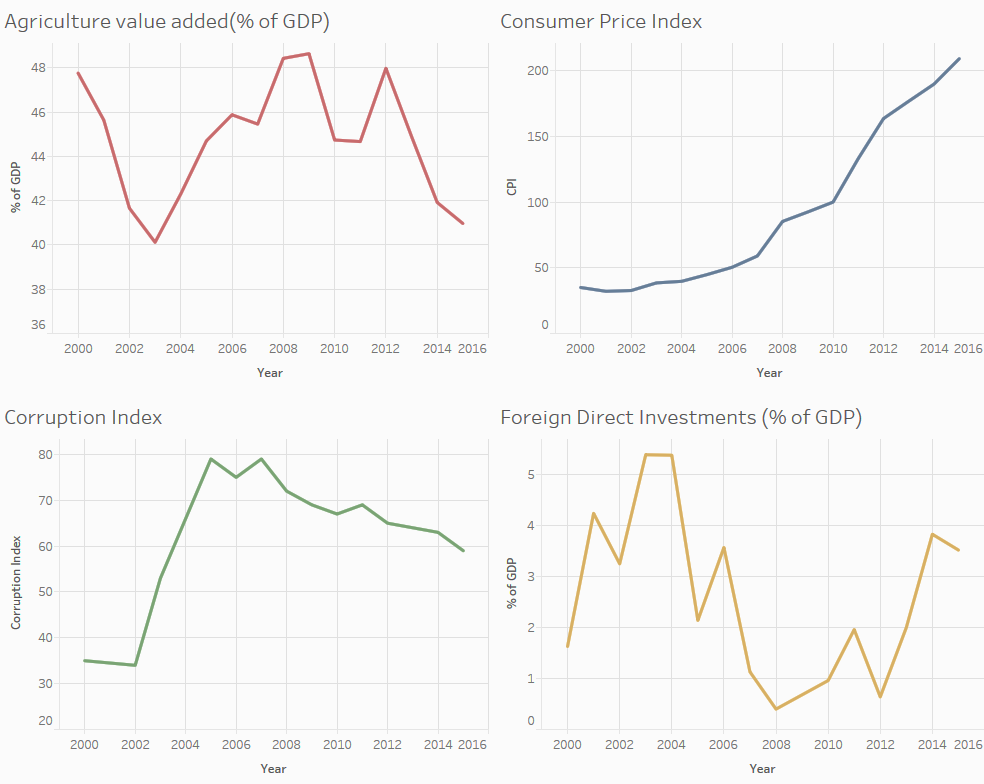 Agriculture value added(% of GDP)
48
46
44
42
40
38
36
% of GDP
2000 2002 2004 2006 2008 2010 2012 2014 2016
Year
Consumer Price Index
200
150
100
50
0
CPI
2000 2002 2004 2006 2008 2010 2012 2014 2016
Year
Corruption Index
80
70
60
50
40
30
20
Corruption Index
2000 2002 2004 2006 2008 2010 2012 2014 2016
Year
Foreign Direct Investments (% of GDP)
5
4
3
2
1
0
% of GDP
2000 2002 2004 2006 2008 2010 2012 2014 2016
Year